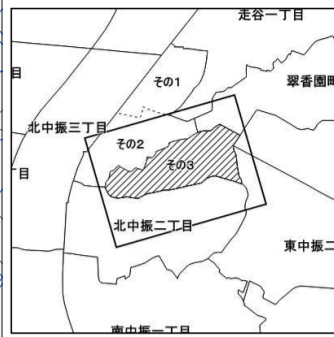 走谷一丁目
目
その1
翠香園町
北中振三丁目
その2
その3
目
北中振二丁目
東中振二
南中振一丁目